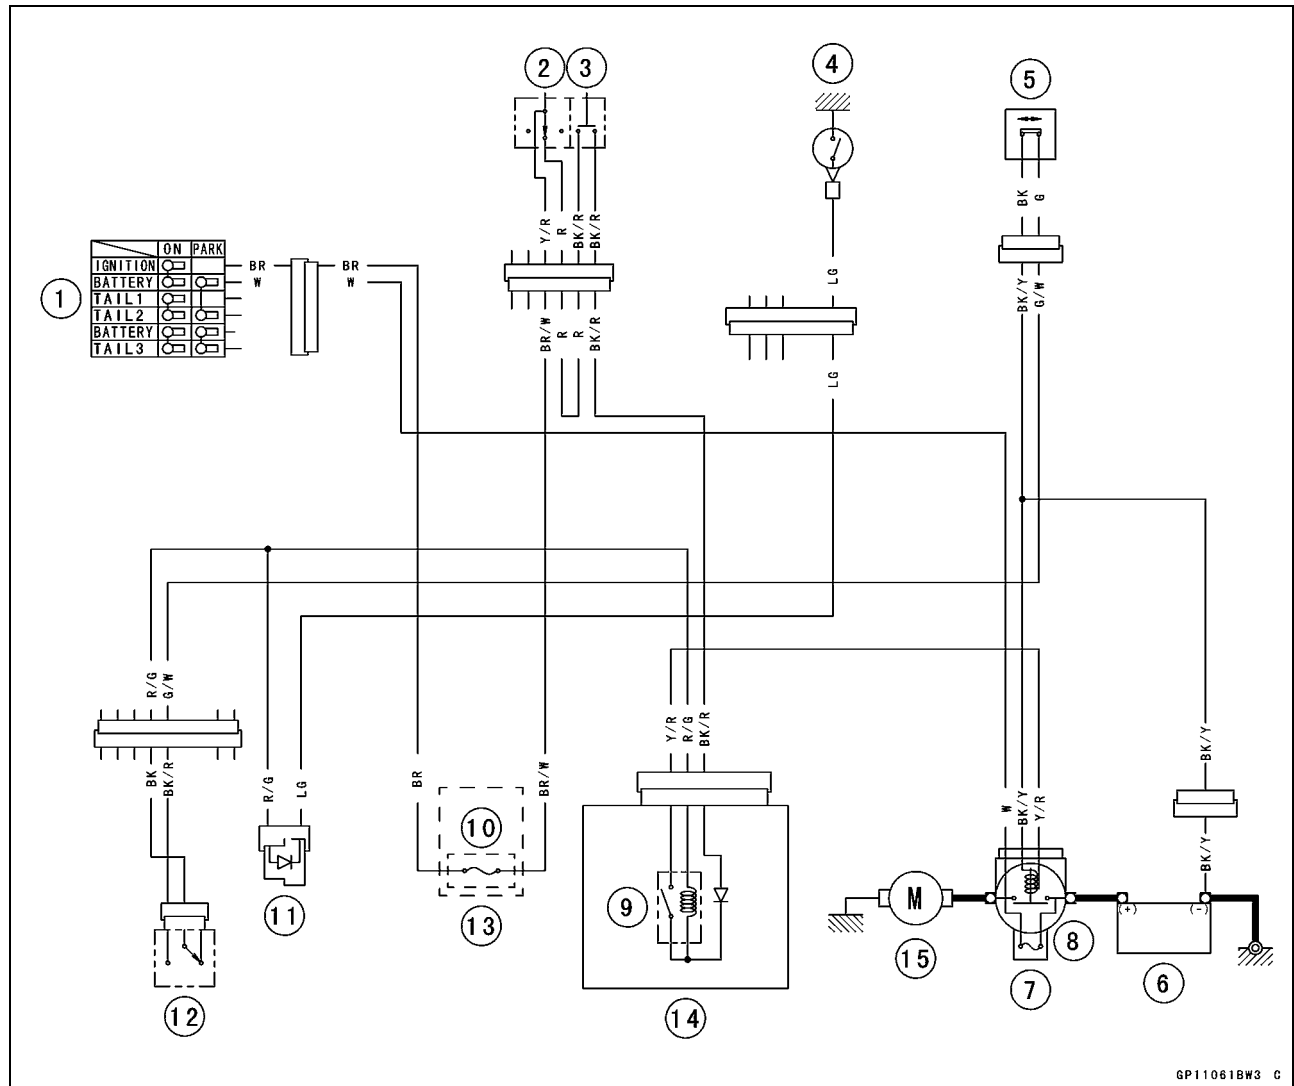 2 3
4
5
BK G
Y/R R BK/R BK/R
ON PARK
IGNITION BR BR
BATTERY W W
1
TAIL1
TAIL2
BATTERY
TAIL3
LG
BK/Y G/W
BR/W R R BK/R
LG
R/G G/W
Y/R R/G BK/R
BK/Y
BK BK/R
R/G LG
BR BR/W
W BK/Y Y/R
10
BK/Y
9
M
(+) (-)
11
13
8
15
7
6
12
14
GP11061BW3 C